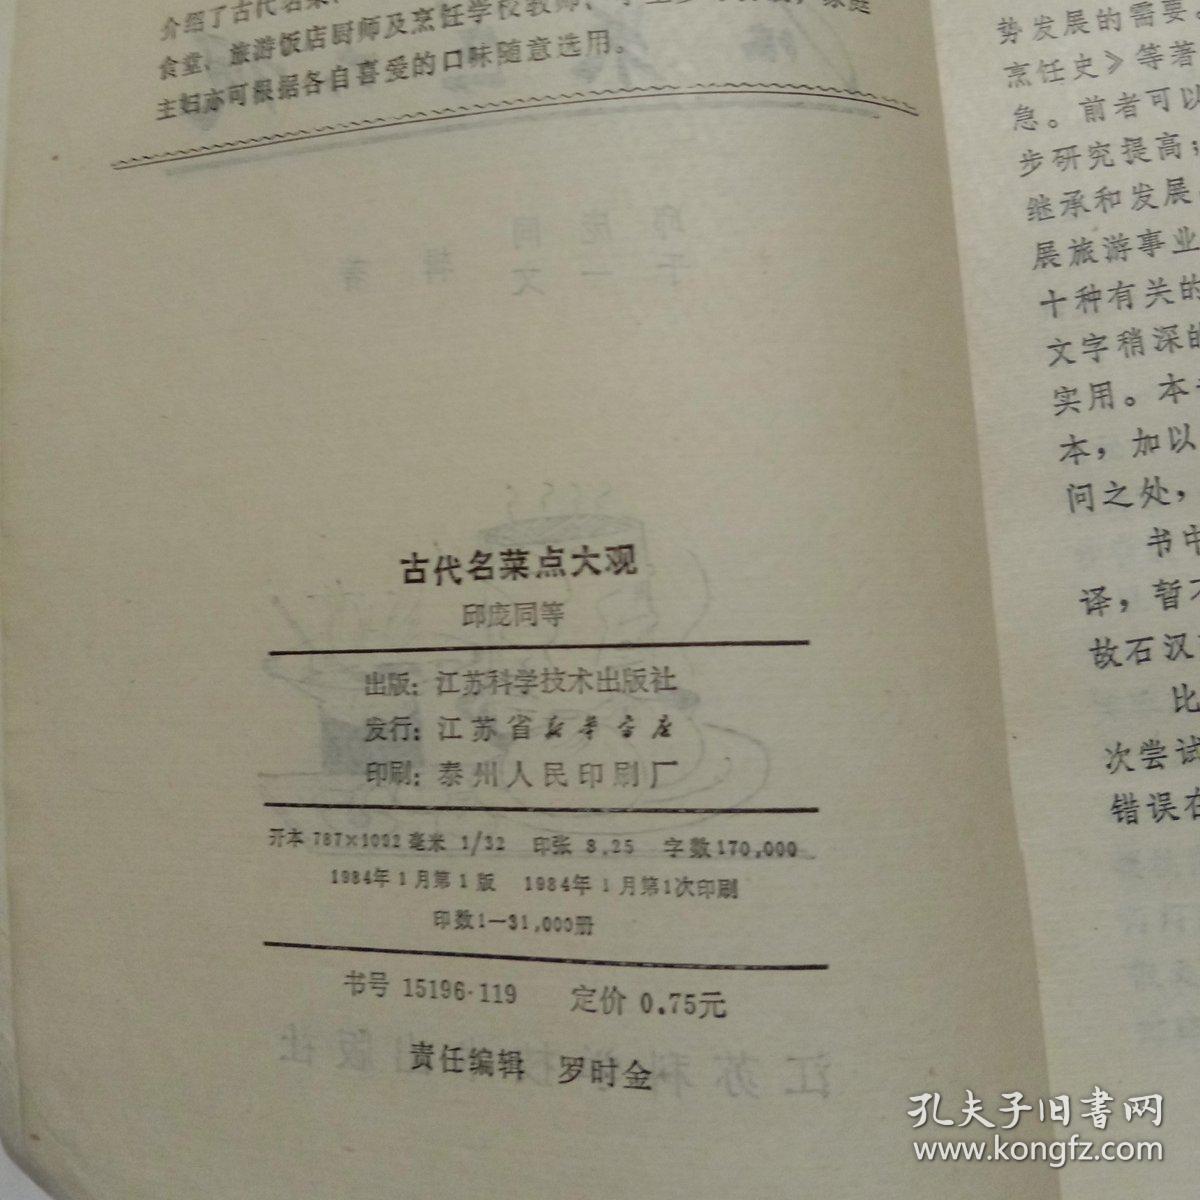 介绍了古代名菜
食堂、旅游饭店厨师及烹饪学校教师、
家庭
主妇亦可根据各自喜爱的口味随意选用。
古代名菜点大观
邱庞同等
出版：江苏科学技术出版社
发行：江苏省新华书店
印刷：泰州人民印刷厂
开本 787×1092 毫米 1/32 印张 8.25 字数 170,000
1984年1月第1版 1984年1月第1次印刷
印数1—31,000册
书号 15196·119 定价 0.75元
责任编辑 罗时金
势发展的需要。
烹任史》等著
急。前者可以
步研究提高；
继承和发展
展旅游事业
十种有关的
文字稍深的
实用。本
本，加以
问之处，
书中
译，暂不
故石汉
比
次尝试
错误在
孔夫子旧书网
www.kongfz.com